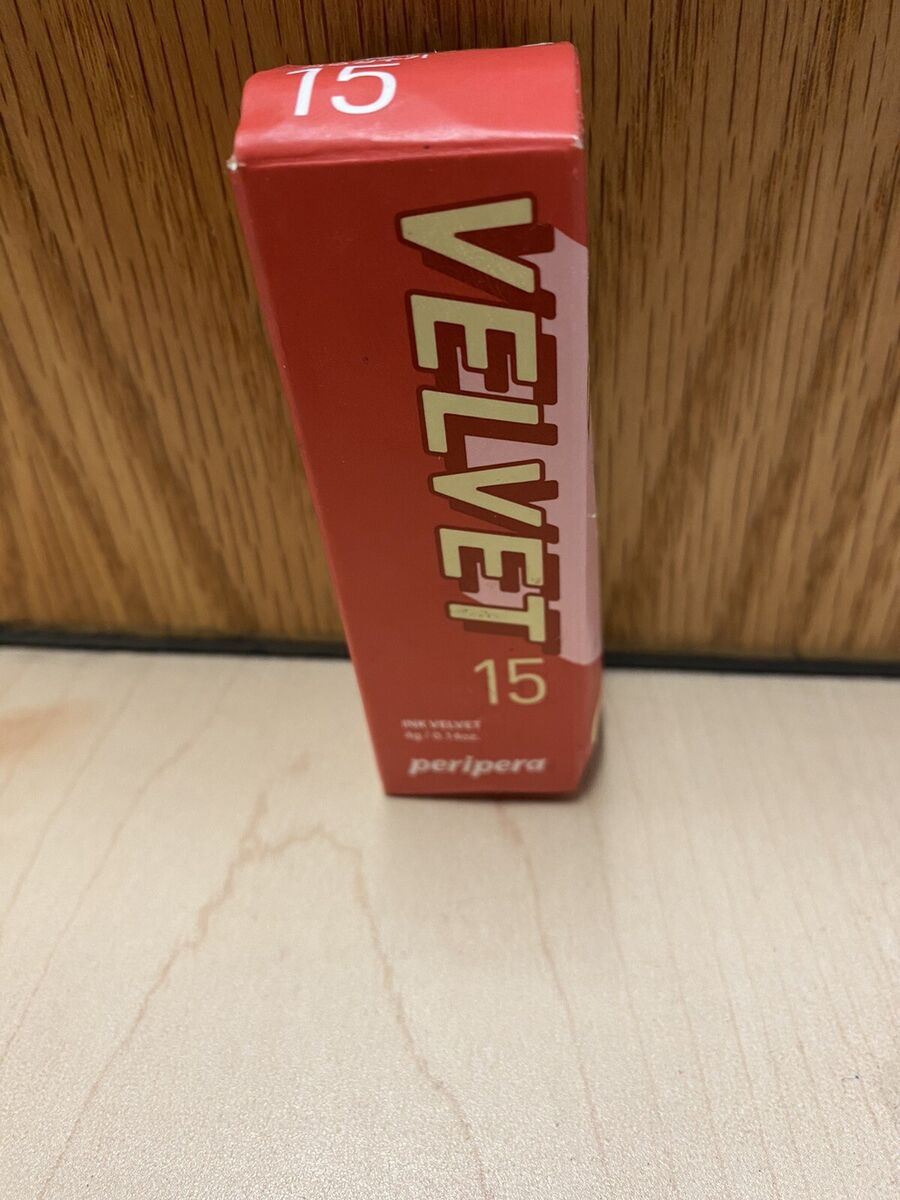 15
VELVET
15
INK VELVET
4g / 0.14oz.
peripera